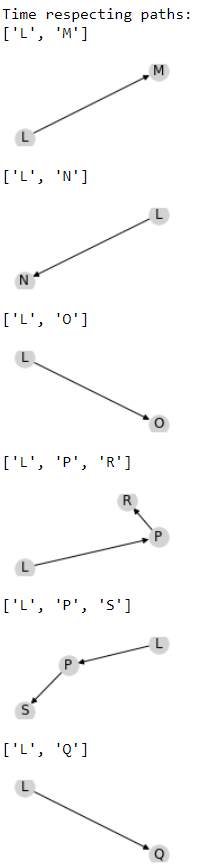 Time respecting paths:
['L', 'M']
M
L
['L', 'N']
L
N
['L', 'O']
L
O
['L', 'P', 'R']
R
P
L
['L', 'P', 'S']
L
P
S
['L', 'Q']
L
Q